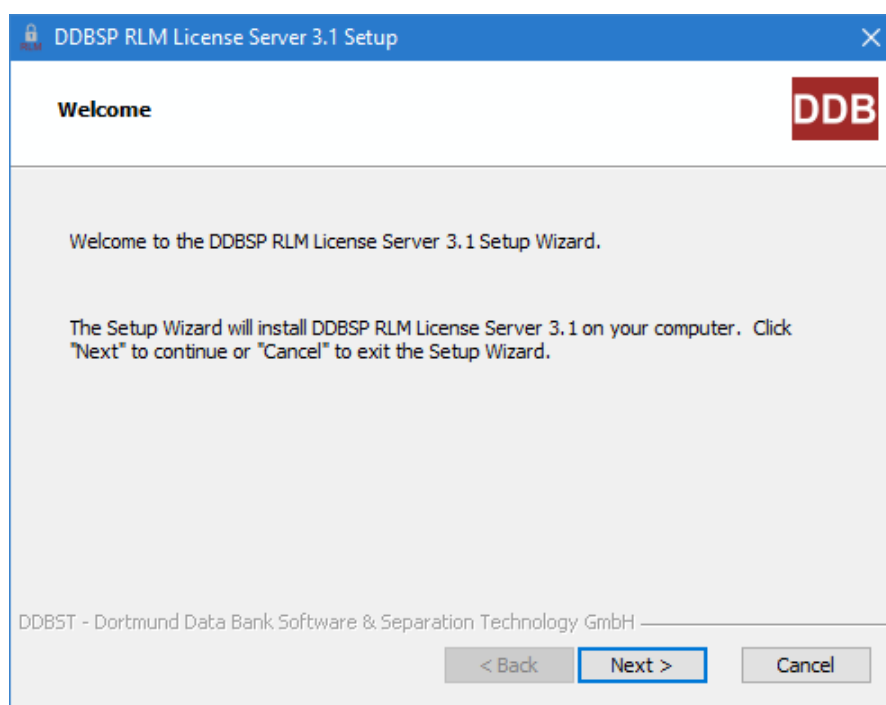 DDBSP RLM License Server 3.1 Setup
Welcome
DDB
Welcome to the DDBSP RLM License Server 3.1 Setup Wizard.
The Setup Wizard will install DDBSP RLM License Server 3.1 on your computer. Click
"Next" to continue or "Cancel" to exit the Setup Wizard.
DDBST - Dortmund Data Bank Software & Separation Technology GmbH
< Back Next > Cancel